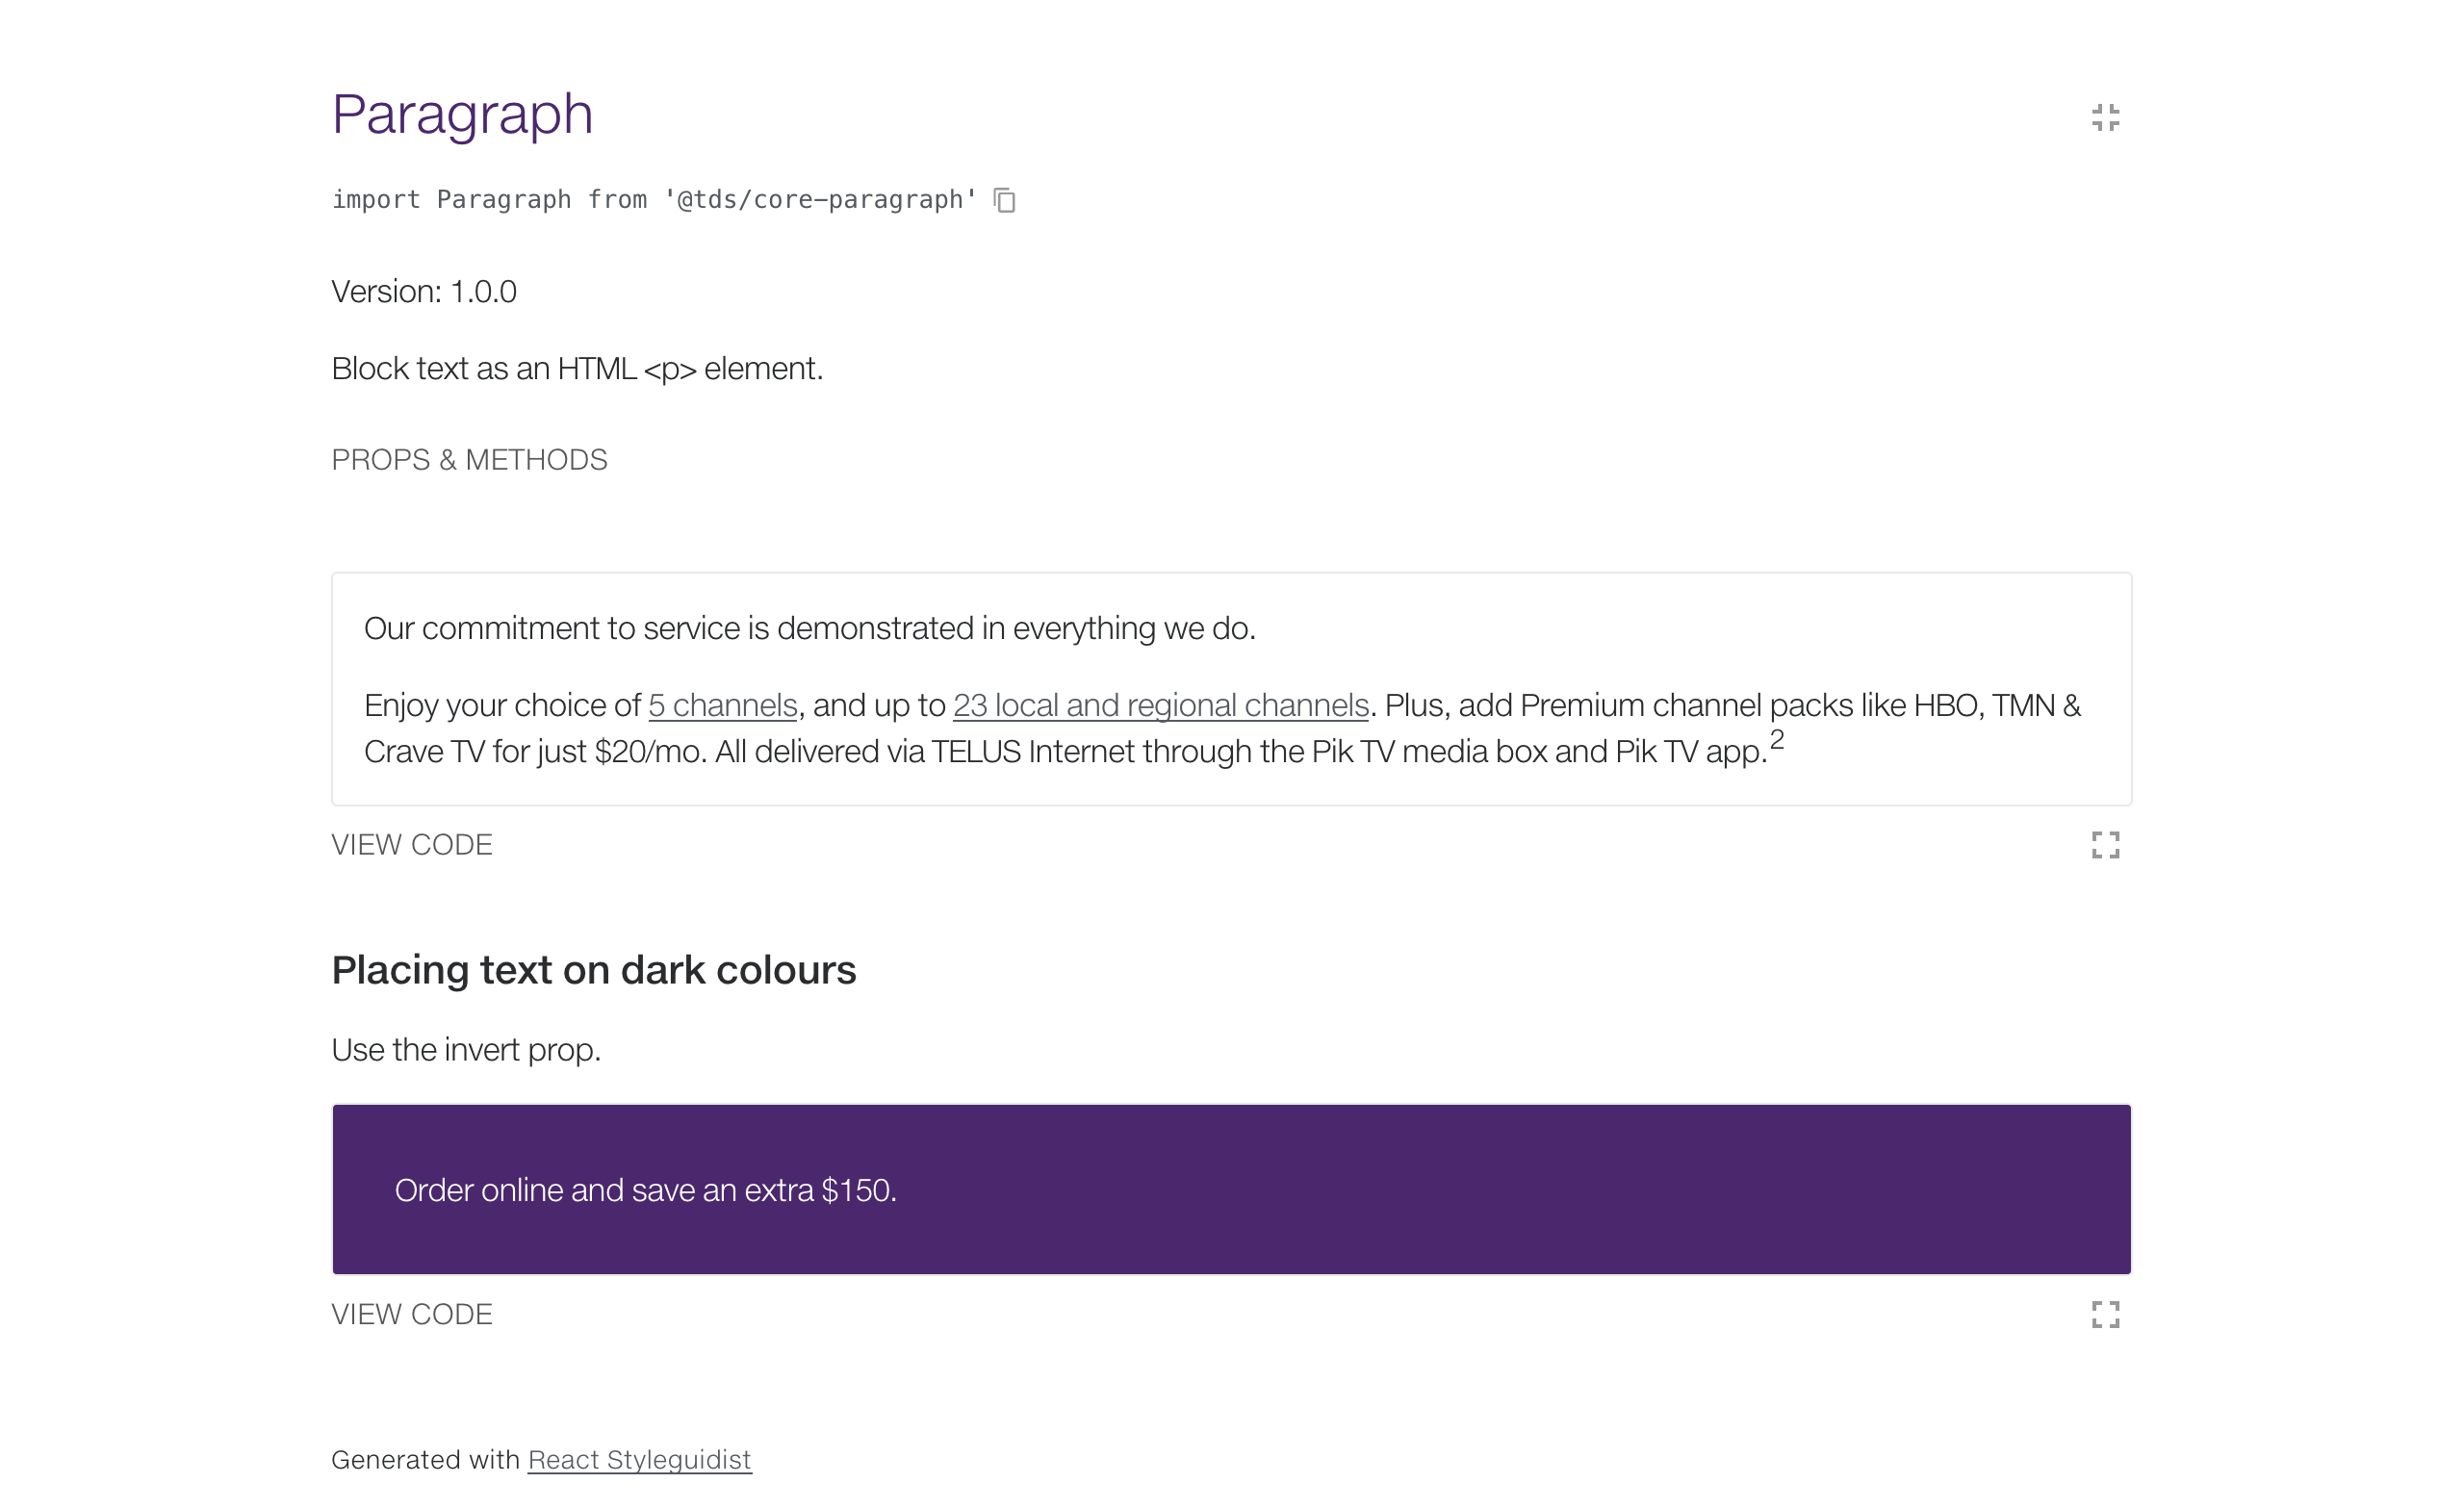 Paragraph
import Paragraph from '@tds/core-paragraph'
Version: 1.0.0
Block text as an HTML <p> element.
PROPS & METHODS
Our commitment to service is demonstrated in everything we do.
Enjoy your choice of 5 channels, and up to 23 local and regional channels. Plus, add Premium channel packs like HBO, TMN &
Crave TV for just $20/mo. All delivered via TELUS Internet through the Pik TV media box and Pik TV app.2
VIEW CODE
Placing text on dark colours
Use the invert prop.
Order online and save an extra $150.
VIEW CODE
Generated with React Styleguidist